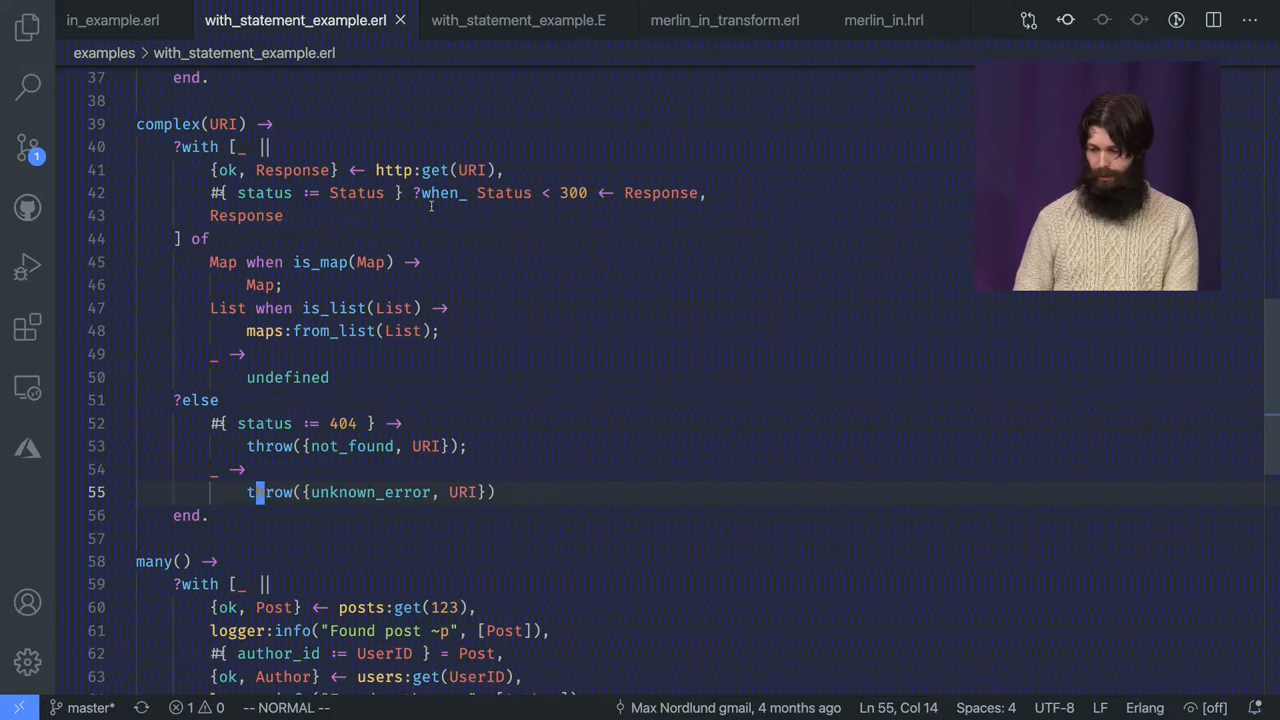 in_example.erl with_statement_example.erl with_statement_example.E merlin_in_transform.erl merlin_in.hrl
examples > with_statement_example.erl
37 end.
38
39 complex(URI) ->
40 ?with [_ ||
41 {ok, Response} <- http:get(URI),
42 #{ status := Status } ?when_ Status < 300 <- Response,
43 Response
44 ] of
45 Map when is_map(Map) ->
46 Map;
47 List when is_list(List) ->
48 maps:from_list(List);
49 _ ->
50 undefined
51 ?else
52 #{ status := 404 } ->
53 throw({not_found, URI});
54 _ ->
55 throw({unknown_error, URI})
56 end.
57
58 many() ->
59 ?with [_ ||
60 {ok, Post} <- posts:get(123),
61 logger:info("Found post ~p", [Post]),
62 #{ author_id := UserID } = Post,
63 {ok, Author} <- users:get(UserID),
1
master* 1 0 -- NORMAL -- Max Nordlund gmail, 4 months ago Ln 55, Col 14 Spaces: 4 UTF-8 LF Erlang [off]